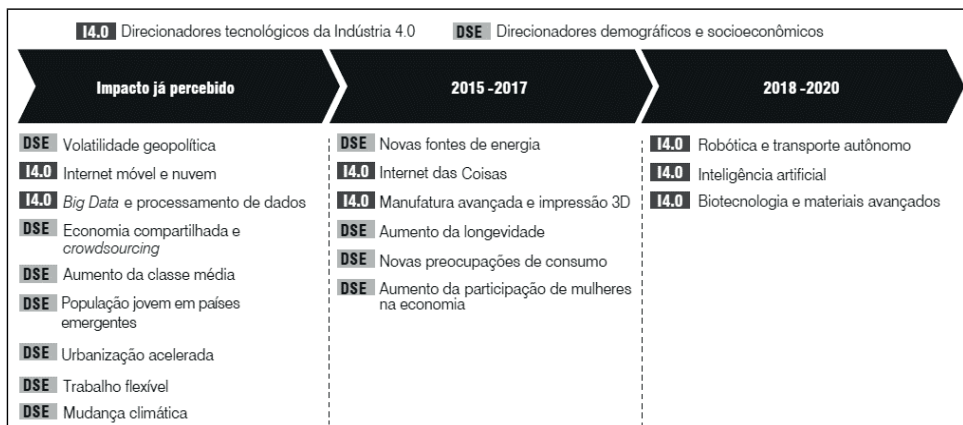 I4.0 Direcionadores tecnológicos da Indústria 4.0 DSE Direcionadores demográficos e socioeconômicos
Impacto já percebido
DSE Volatilidade geopolítica
I4.0 Internet móvel e nuvem
I4.0 Big Data e processamento de dados
DSE Economia compartilhada e
crowdsourcing
DSE Aumento da classe média
DSE População jovem em países
emergentes
DSE Urbanização acelerada
DSE Trabalho flexível
DSE Mudança climática
2015 -2017
DSE Novas fontes de energia
I4.0 Internet das Coisas
I4.0 Manufatura avançada e impressão 3D
DSE Aumento da longevidade
DSE Novas preocupações de consumo
DSE Aumento da participação de mulheres
na economia
2018 -2020
I4.0 Robótica e transporte autônomo
I4.0 Inteligência artificial
I4.0 Biotecnologia e materiais avançados